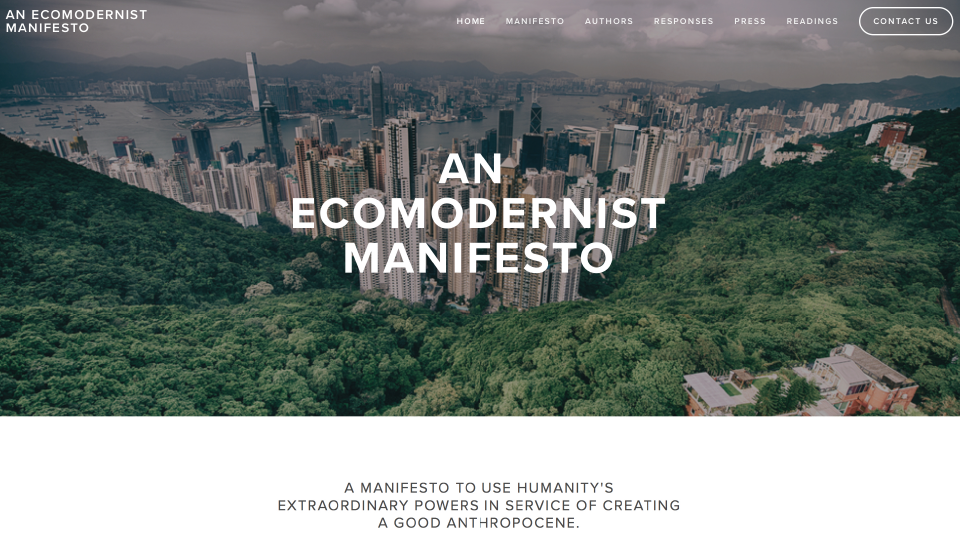 AN ECOMODERNIST
MANIFESTO
HOME MANIFESTO AUTHORS RESPONSES PRESS READINGS CONTACT US
AN
ECOMODERNIST
MANIFESTO
A MANIFESTO TO USE HUMANITY'S
EXTRAORDINARY POWERS IN SERVICE OF CREATING
A GOOD ANTHROPOCENE.